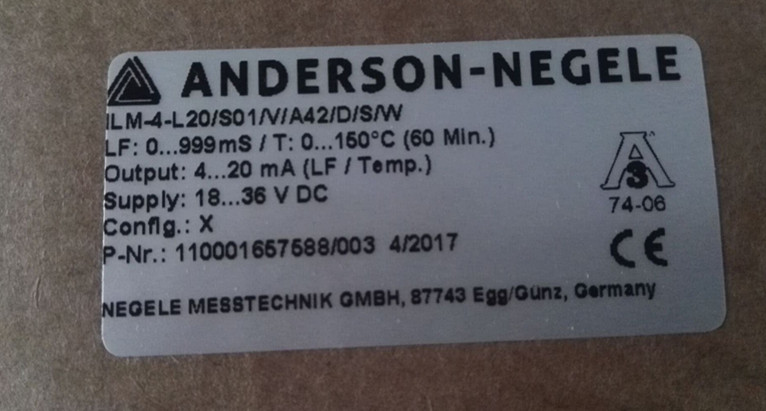 ANDERSON-NEGELE
ILM-4-L20/S01/V/A42/D/S/W
LF: 0...999mS / T: 0...150°C (60 Min.)
Output: 4...20 mA (LF / Temp.)
Supply: 18...36 V DC
Config.: X
P-Nr.: 110001657588/003 4/2017
A
3
74-06
CE
NEGELE MESSTECHNIK GMBH, 87743 Egg/Günz, Germany